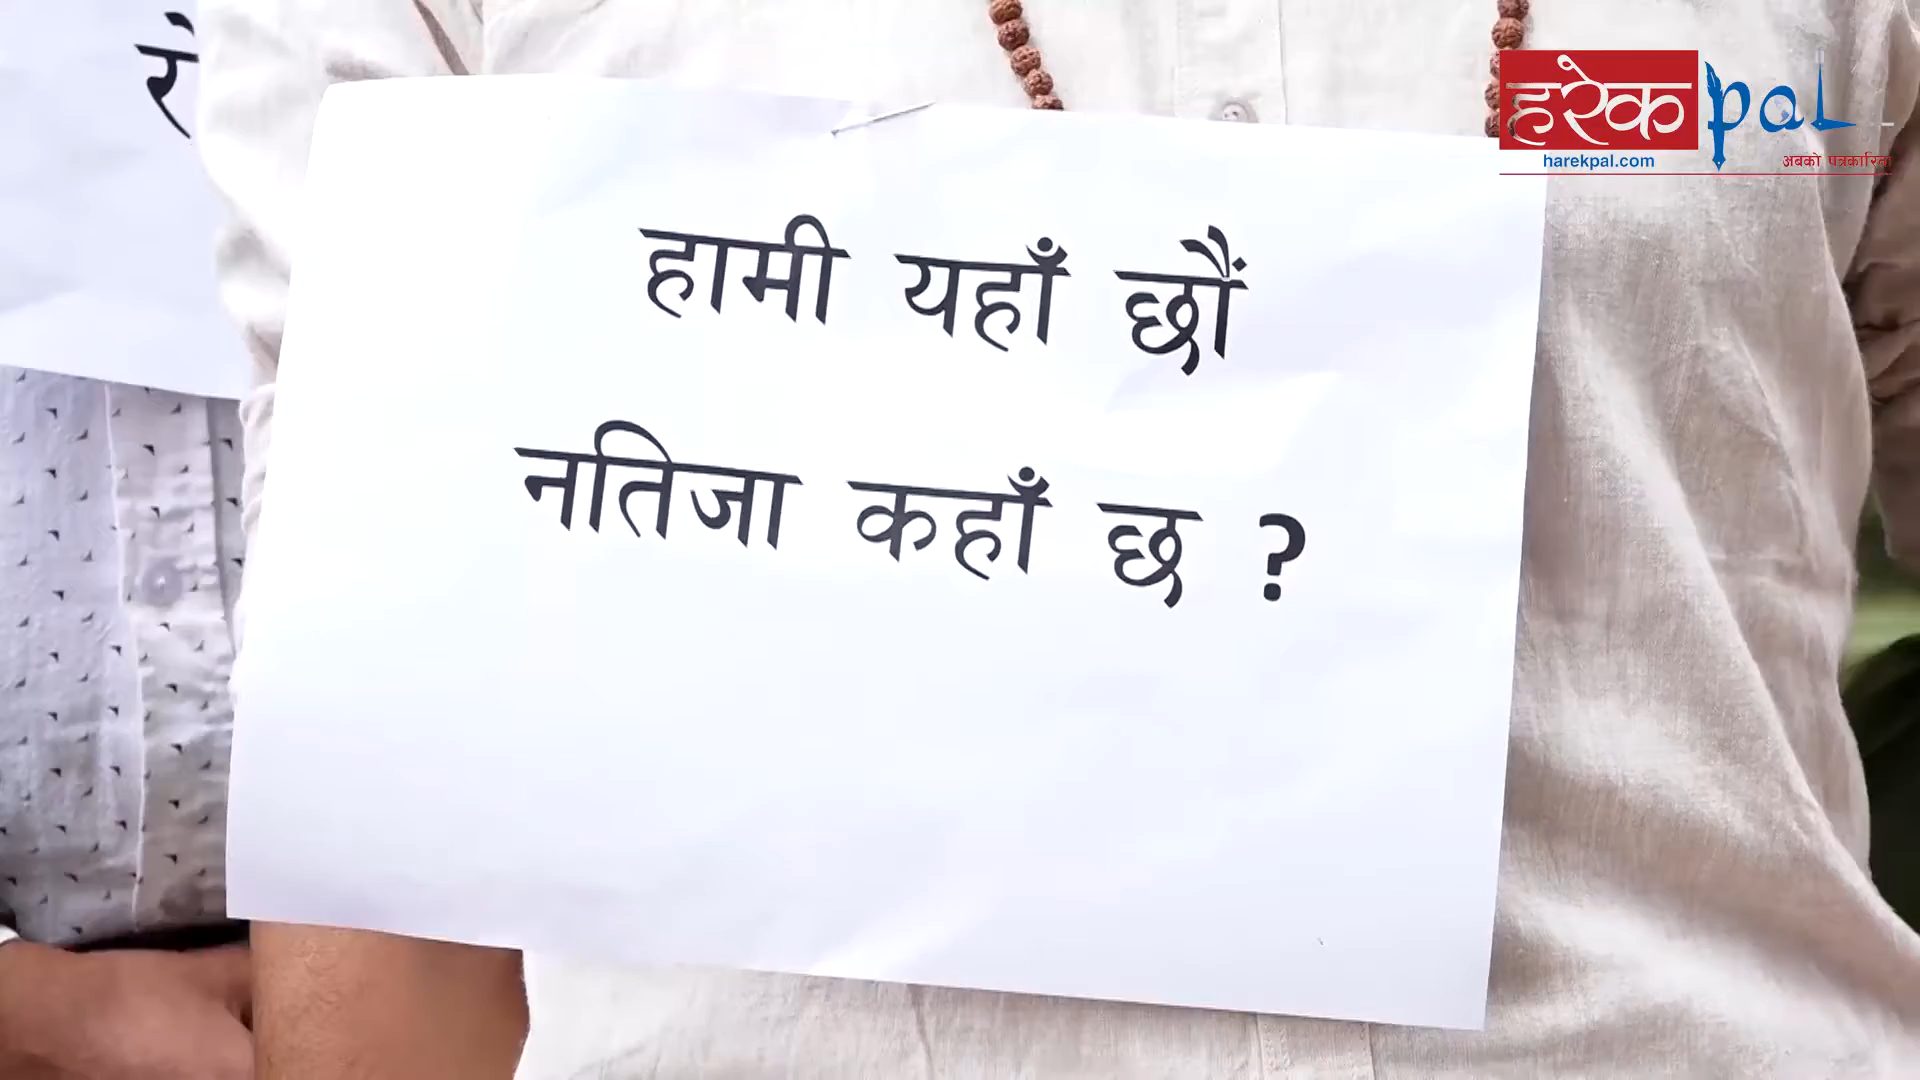 हामी यहाँ छौं
नतिजा कहाँ छ ?
हरेकpal
harekpal.com
अबको पत्रकारिता